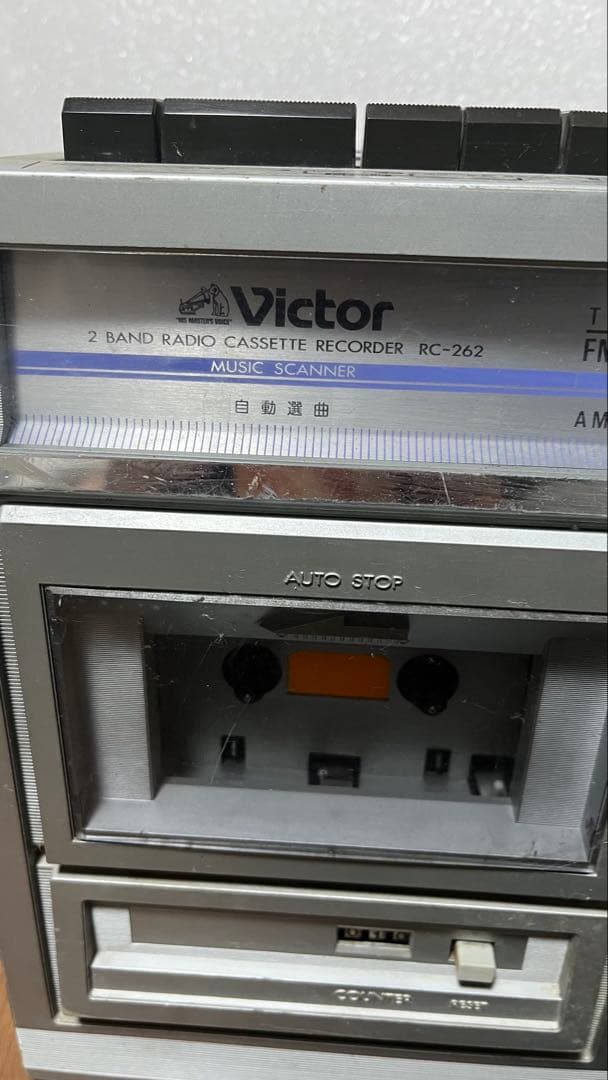 Victor
"HIS MASTER'S VOICE"
2 BAND RADIO CASSETTE RECORDER RC-262
FM
MUSIC SCANNER
自動選曲
AM
AUTO STOP
COUNTER
RESET